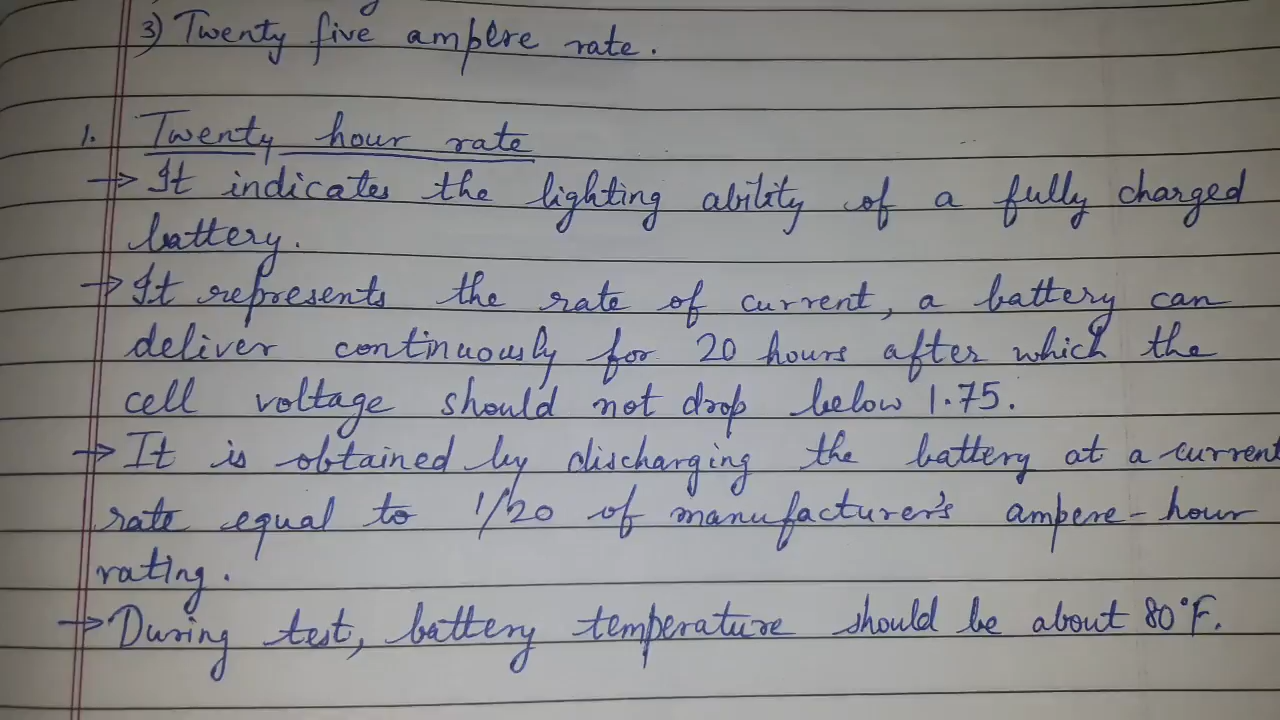 3) Twenty five ampere rate.
1. Twenty hour rate
→ It indicates the lighting ability of a fully charged
battery.
→ It represents the rate of current, a battery can
deliver continuously for 20 hours after which the
cell voltage should not drop below 1.75.
→ It is obtained by discharging the battery at a current
rate equal to 1/20 of manufacturer's ampere-hour
rating.
→ During test, battery temperature should be about 80°F.